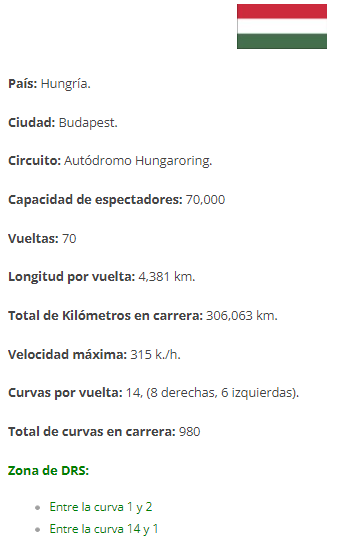 País: Hungría.
Ciudad: Budapest.
Circuito: Autódromo Hungaroring.
Capacidad de espectadores: 70,000
Vueltas: 70
Longitud por vuelta: 4,381 km.
Total de Kilómetros en carrera: 306,063 km.
Velocidad máxima: 315 k./h.
Curvas por vuelta: 14, (8 derechas, 6 izquierdas).
Total de curvas en carrera: 980
Zona de DRS:
Entre la curva 1 y 2
Entre la curva 14 y 1